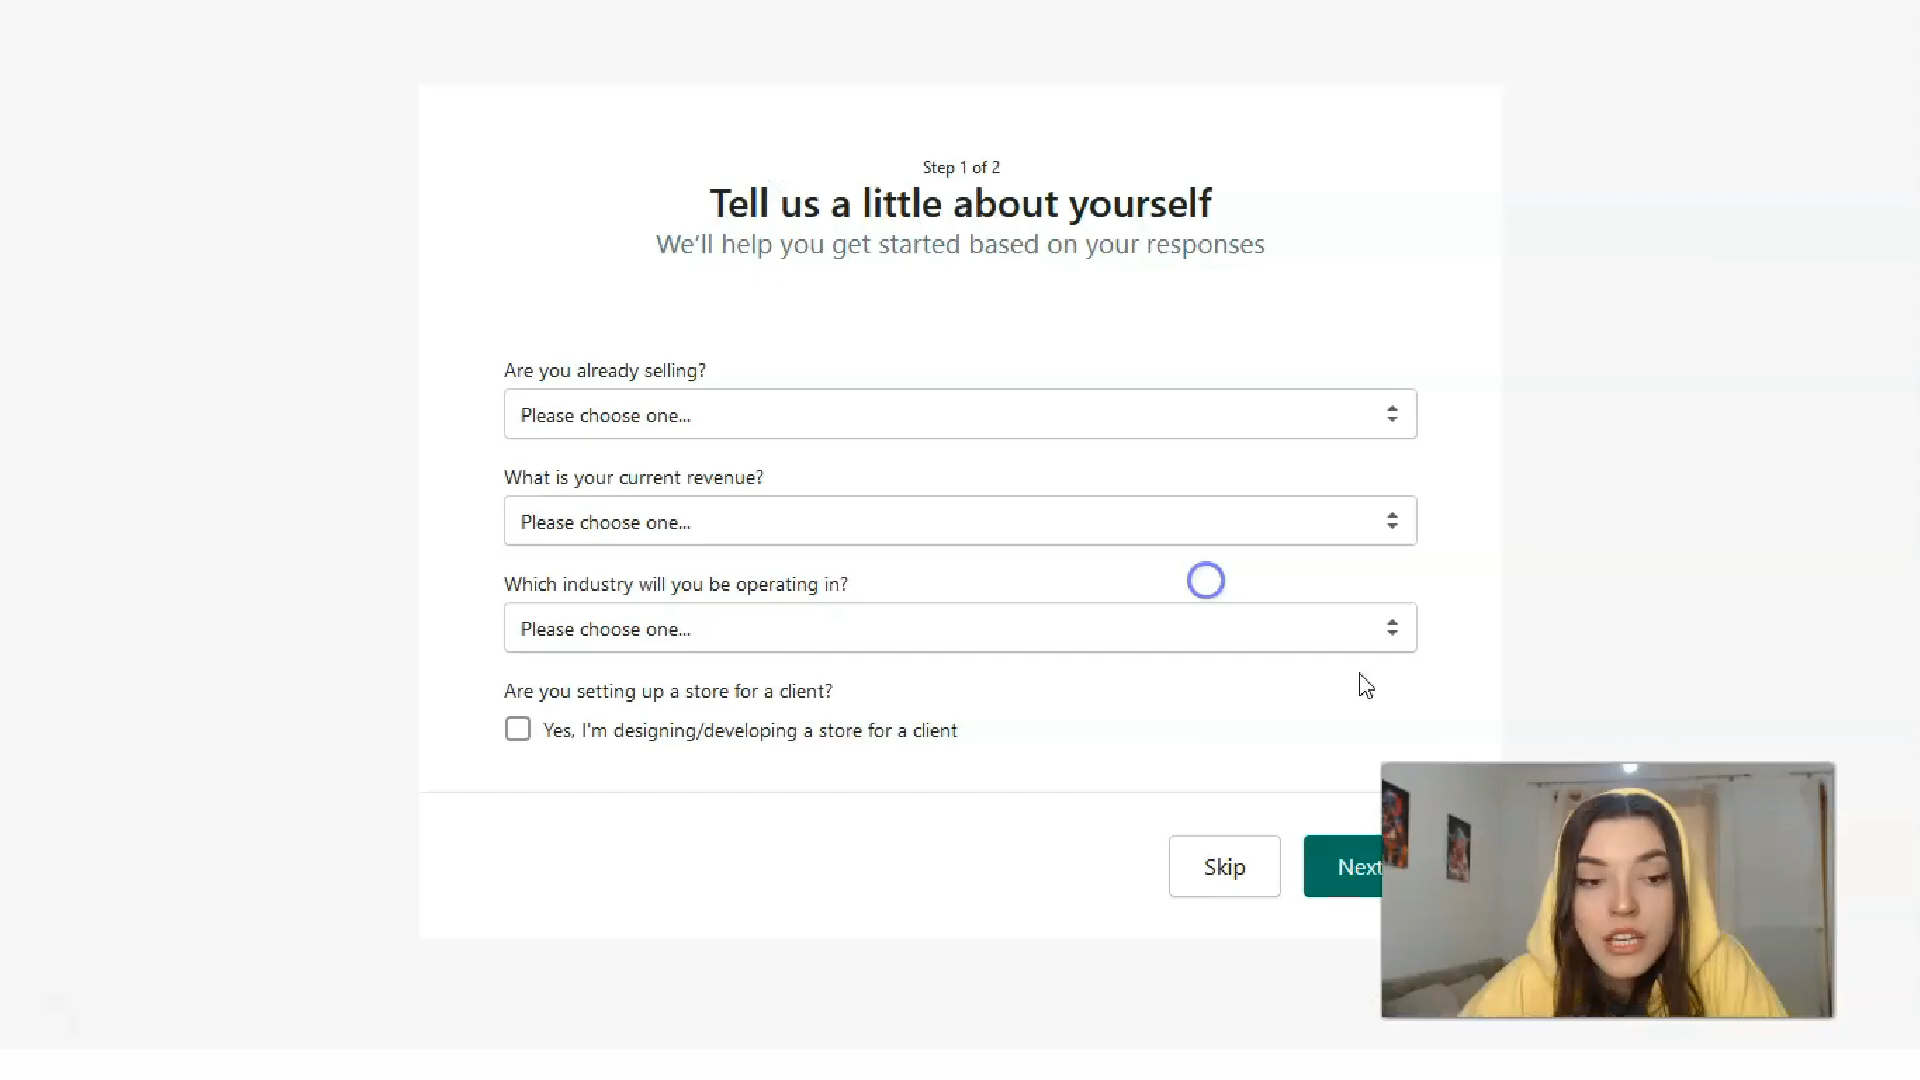 Step 1 of 2
Tell us a little about yourself
We'll help you get started based on your responses
Are you already selling?
Please choose one...
What is your current revenue?
Please choose one...
Which industry will you be operating in?
Please choose one...
Are you setting up a store for a client?
Yes, I'm designing/developing a store for a client
Skip
Next